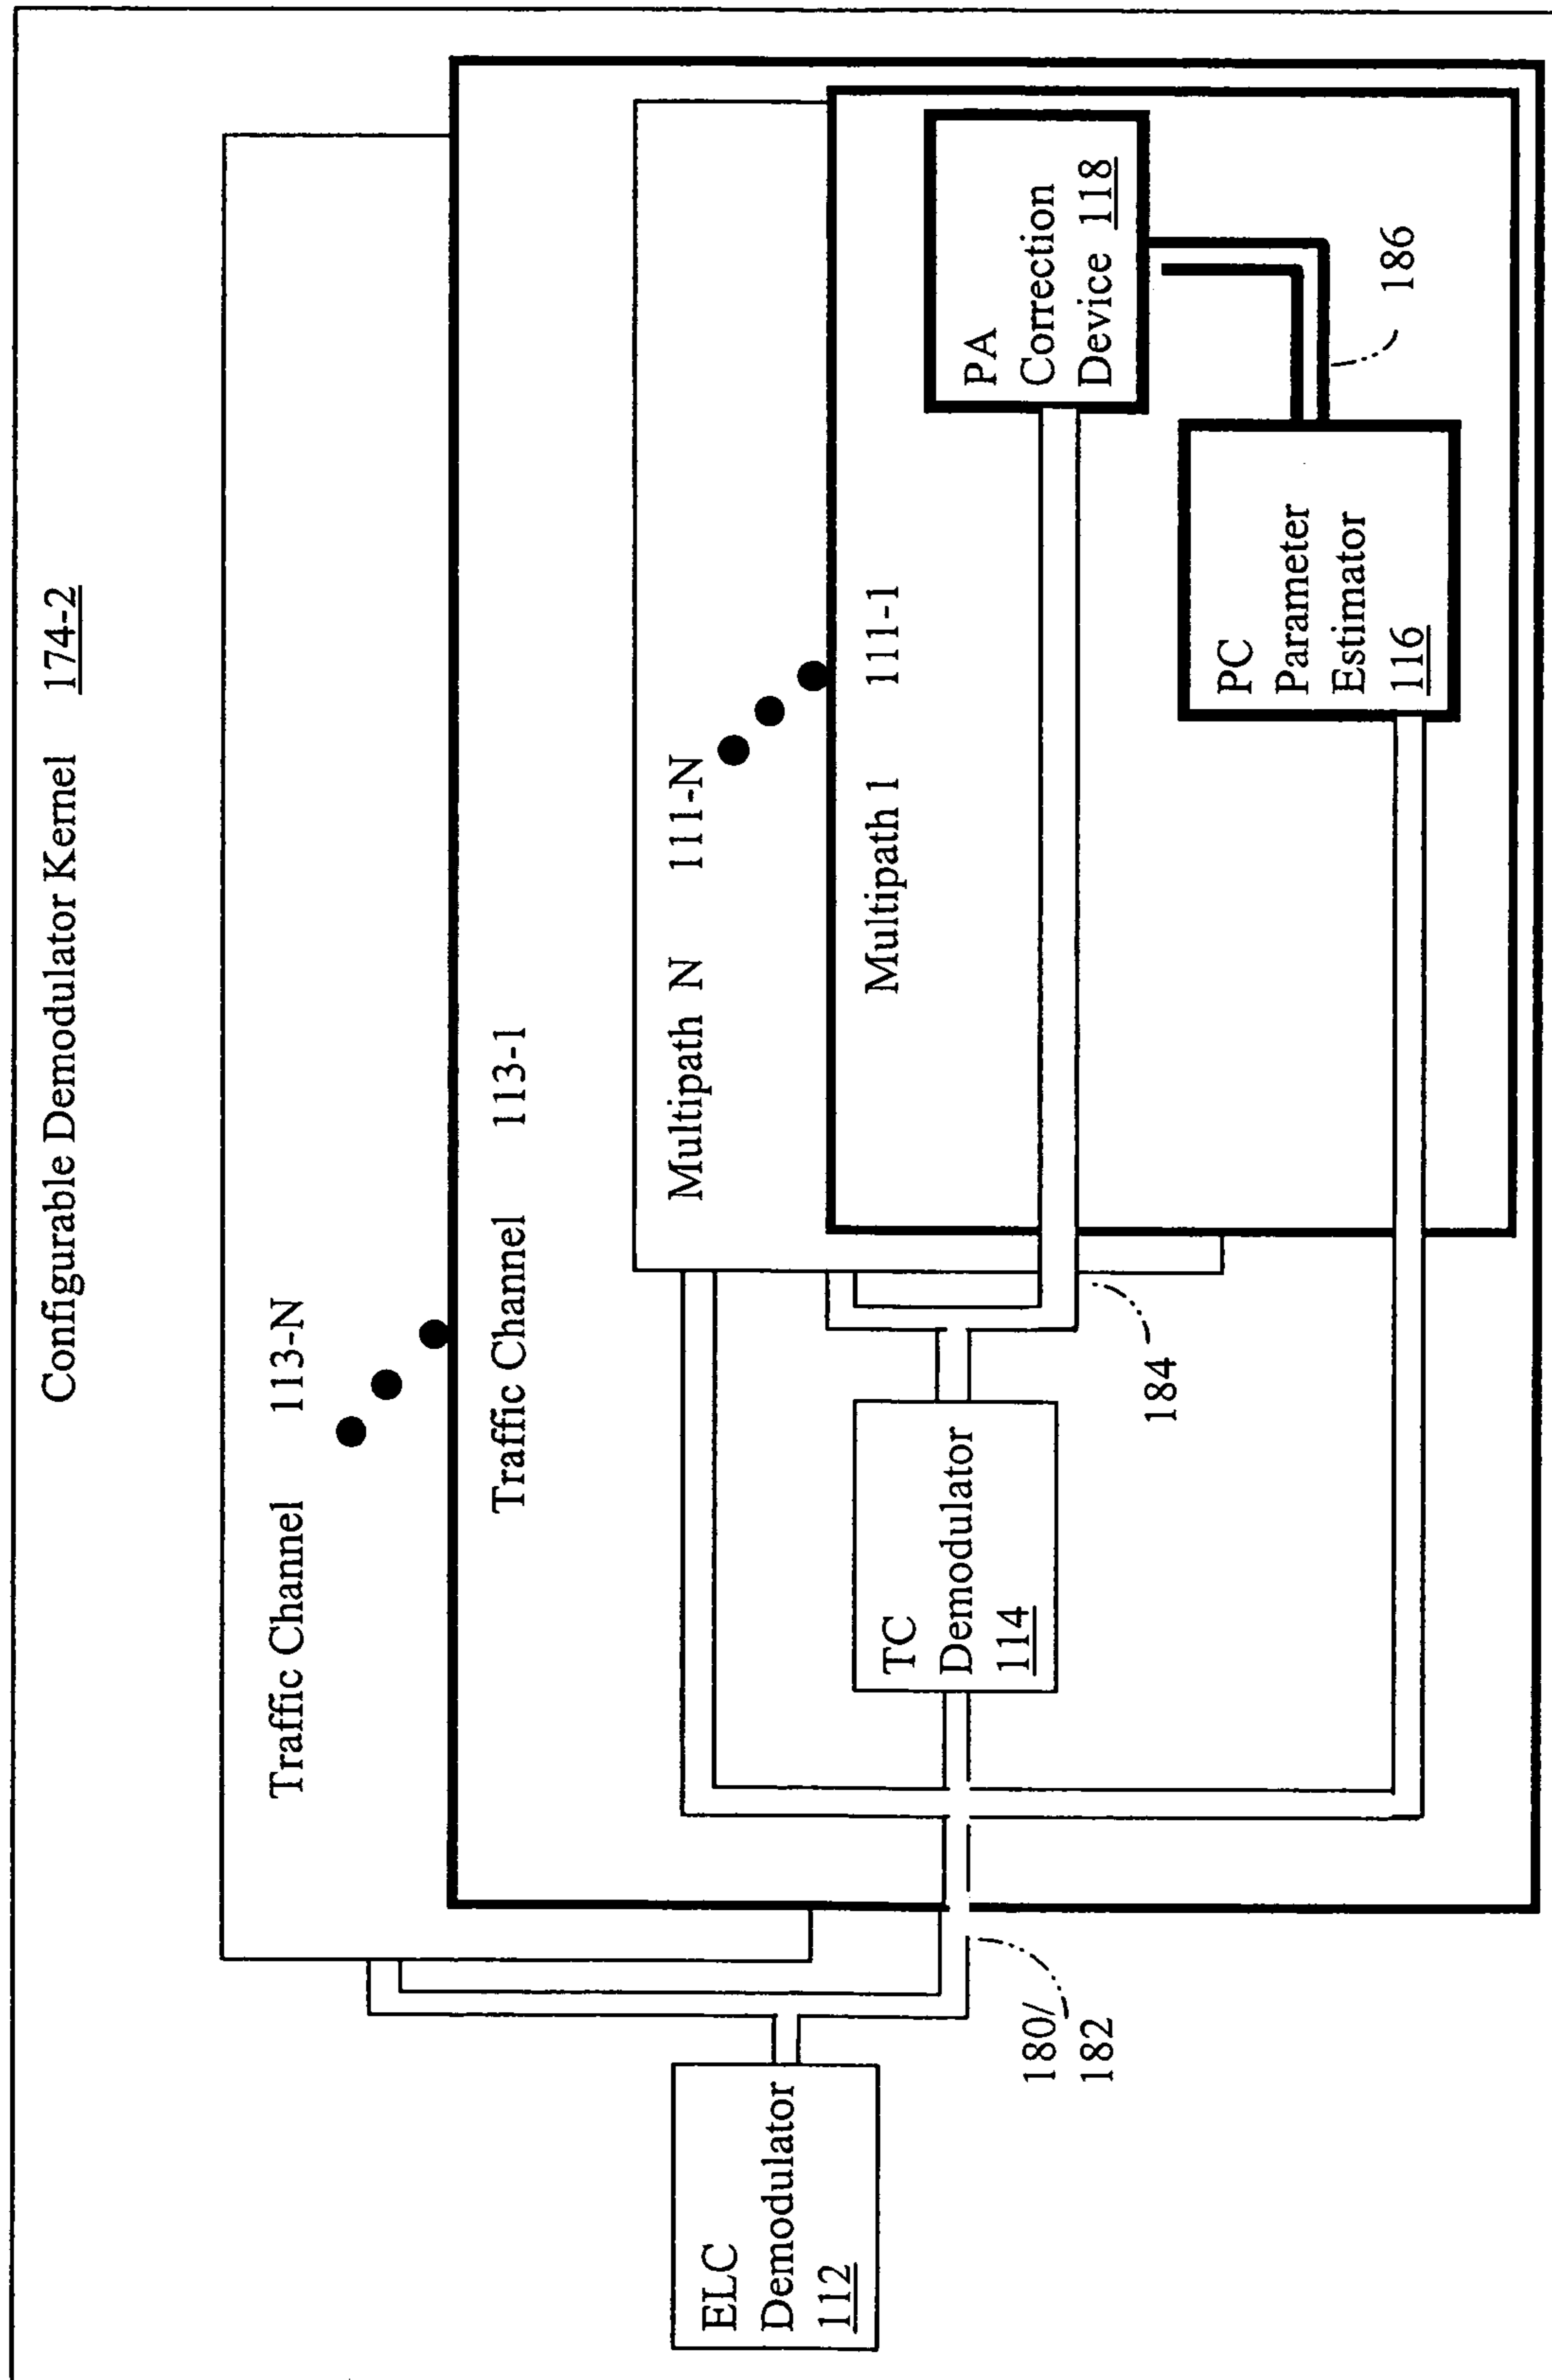 Configurable Demodulator Kernel 174-2
Traffic Channel 113-N
Traffic Channel 113-1
Multipath N 111-N
Multipath 1 111-1
ELC
Demodulator
112
180/
182
TC
Demodulator
114
184
PA
Correction
Device 118
PC
Parameter
Estimator
116
186